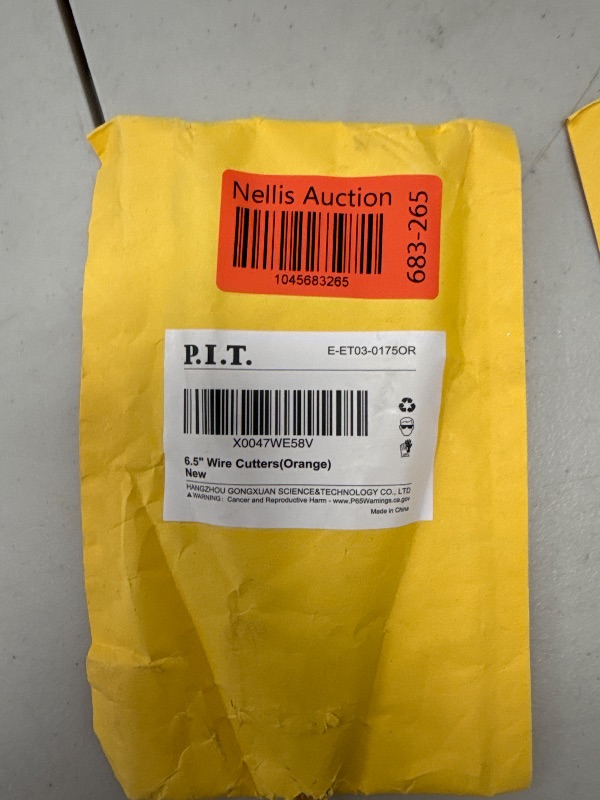 Nellis Auction
683-265
1045683265
P.I.T.
E-ET03-0175OR
X0047WE58V
6.5" Wire Cutters(Orange)
New
HANGZHOU GONGXUAN SCIENCE&TECHNOLOGY CO., LTD
⚠WARNING: Cancer and Reproductive Harm - www.P65Warnings.ca.gov
Made in China